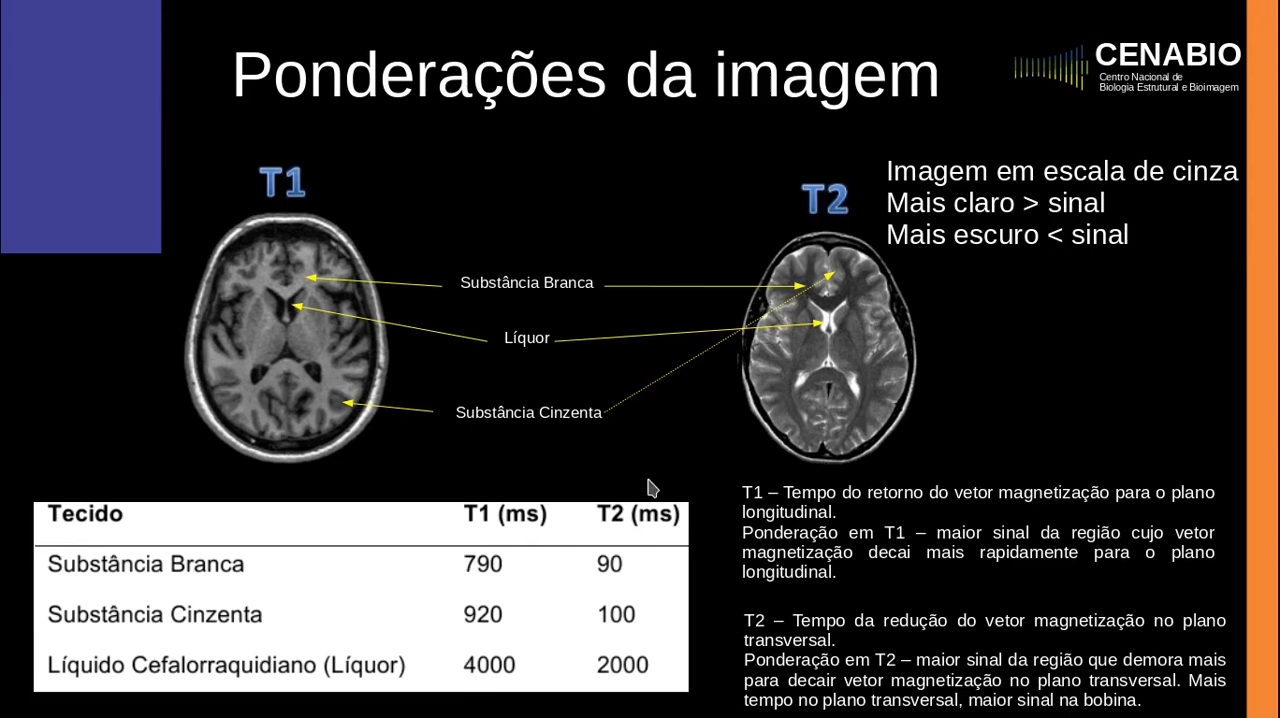 Ponderações da imagem
CENABIO
Centro Nacional de
Biologia Estrutural e Bioimagem
T1
T2
Imagem em escala de cinza
Mais claro > sinal
Mais escuro < sinal
Substância Branca
Líquor
Substância Cinzenta
Tecido T1 (ms) T2 (ms)
Substância Branca 790 90
Substância Cinzenta 920 100
Líquido Cefalorraquidiano (Líquor) 4000 2000
T1 – Tempo do retorno do vetor magnetização para o plano
longitudinal.
Ponderação em T1 – maior sinal da região cujo vetor
magnetização decai mais rapidamente para o plano
longitudinal.
T2 – Tempo da redução do vetor magnetização no plano
transversal.
Ponderação em T2 – maior sinal da região que demora mais
para decair vetor magnetização no plano transversal. Mais
tempo no plano transversal, maior sinal na bobina.